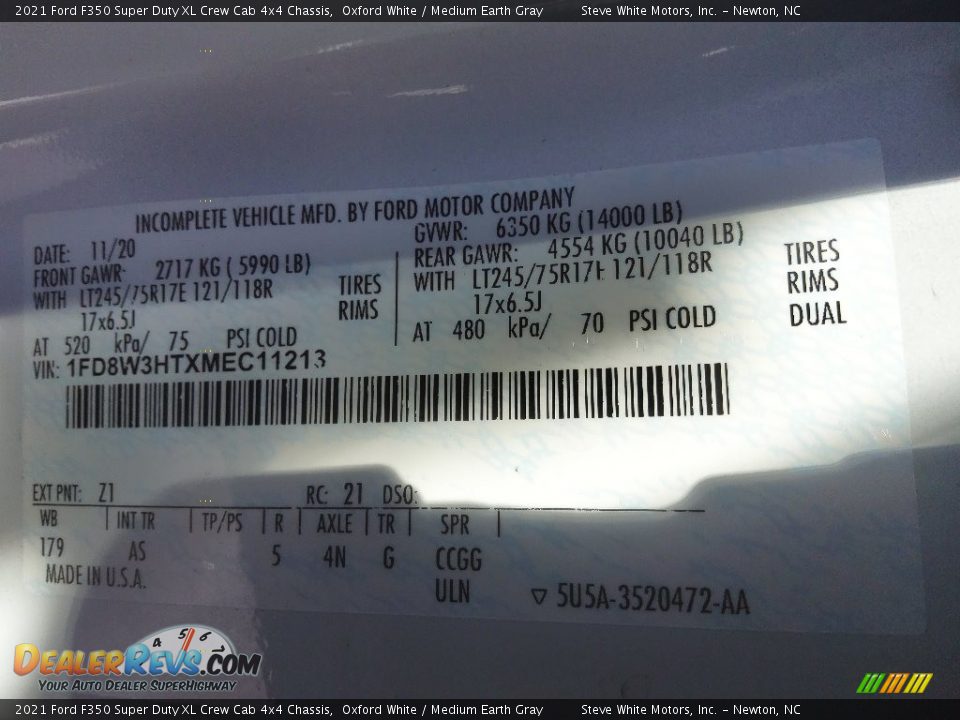 2021 Ford F350 Super Duty XL Crew Cab 4x4 Chassis, Oxford White / Medium Earth Gray Steve White Motors, Inc. - Newton, NC
INCOMPLETE VEHICLE MFD. BY FORD MOTOR COMPANY
DATE: 11/20 GVWR: 6350 KG (14000 LB)
FRONT GAWR: 2717 KG ( 5990 LB) REAR GAWR: 4554 KG (10040 LB)
WITH LT245/75R17E 121/118R TIRES WITH LT245/75R17E 121/118R TIRES
17x6.5J RIMS 17x6.5J RIMS
AT 520 kPa/ 75 PSI COLD AT 480 kPa/ 70 PSI COLD DUAL
VIN: 1FD8W3HTXMEC11213
EXT PNT: Z1 RC: 21 DSO:
WB INT TR TP/PS R AXLE TR SPR
179 AS 5 4N G CCGG
MADE IN U.S.A. ULN
5U5A-3520472-AA
4 5 6
DEALERREVS.COM
YOUR AUTO DEALER SUPERHIGHWAY
2021 Ford F350 Super Duty XL Crew Cab 4x4 Chassis, Oxford White / Medium Earth Gray Steve White Motors, Inc. - Newton, NC